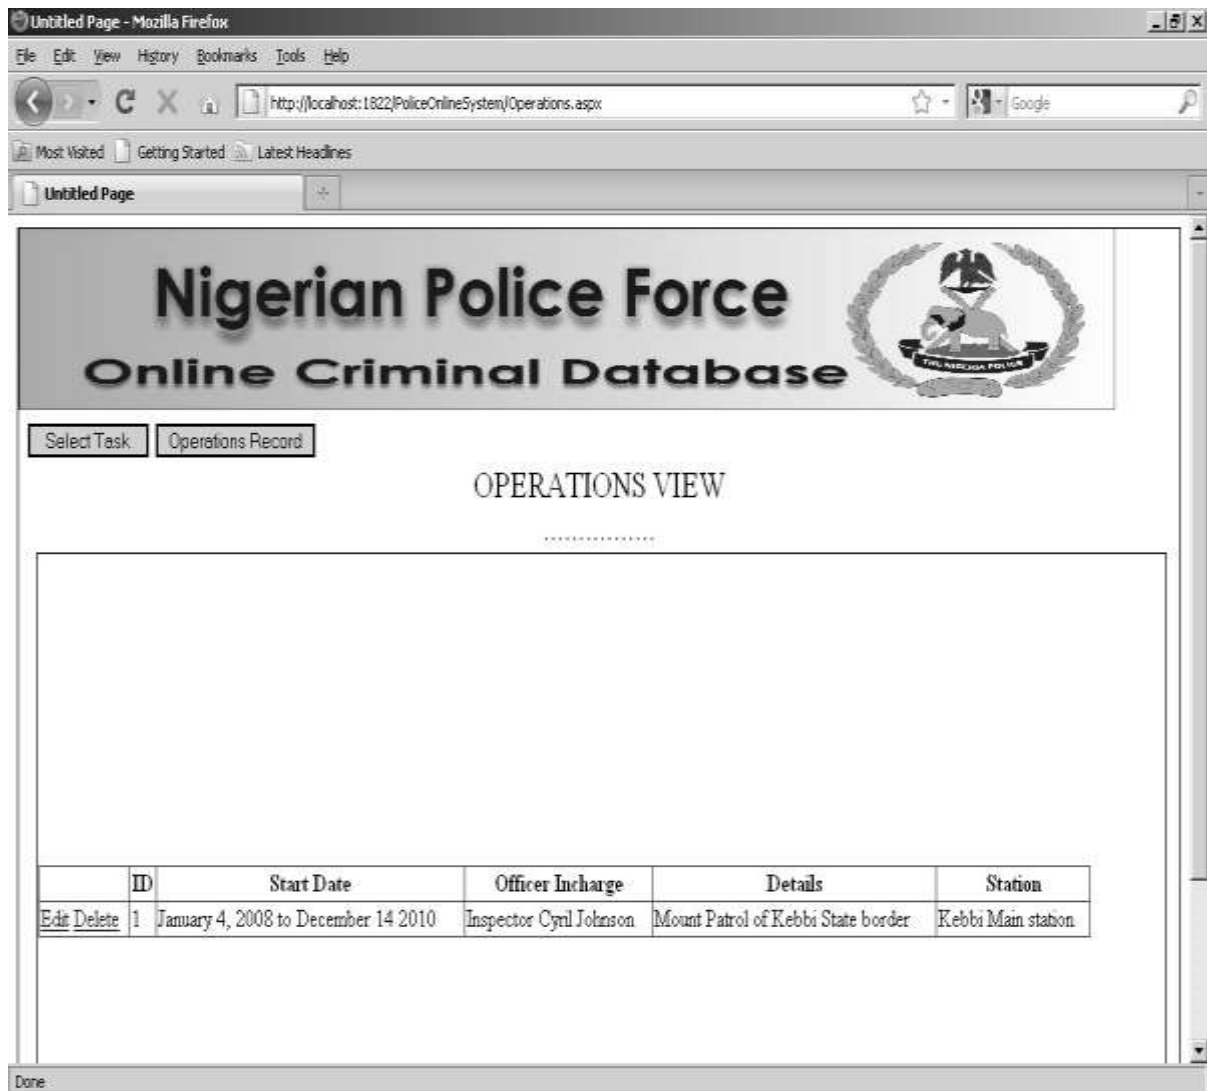 Untitled Page - Mozilla Firefox
File Edit View History Bookmarks Tools Help
http://localhost:1822/PoliceOnlineSystem/Operations.aspx Google
Most Visited Getting Started Latest Headlines
Untitled Page
Nigerian Police Force
Online Criminal Database
THE NIGERIA POLICE
Select Task Operations Record
OPERATIONS VIEW
................
ID Start Date Officer Incharge Details Station
Edit Delete 1 January 4, 2008 to December 14 2010 Inspector Cyril Johnson Mount Patrol of Kebbi State border Kebbi Main station
Done